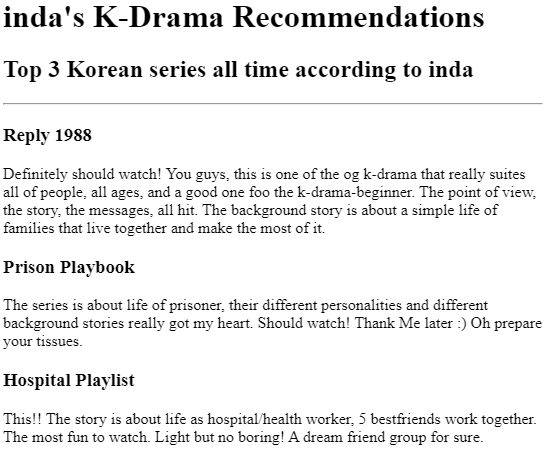 inda's K-Drama Recommendations
Top 3 Korean series all time according to inda
Reply 1988
Definitely should watch! You guys, this is one of the og k-drama that really suites
all of people, all ages, and a good one foo the k-drama-beginner. The point of view,
the story, the messages, all hit. The background story is about a simple life of
families that live together and make the most of it.
Prison Playbook
The series is about life of prisoner, their different personalities and different
background stories really got my heart. Should watch! Thank Me later :) Oh prepare
your tissues.
Hospital Playlist
This!! The story is about life as hospital/health worker, 5 bestfriends work together.
The most fun to watch. Light but no boring! A dream friend group for sure.